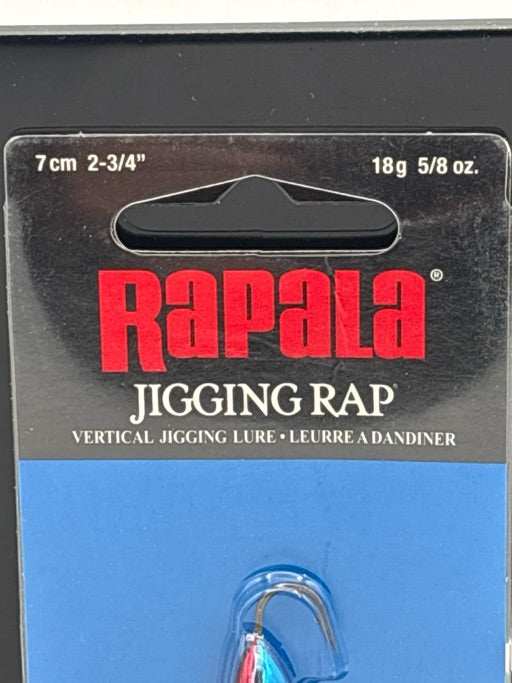 7cm 2-3/4" 18g 5/8 oz.
RAPALA®
JIGGING RAP®
VERTICAL JIGGING LURE • LEURRE A DANDINER